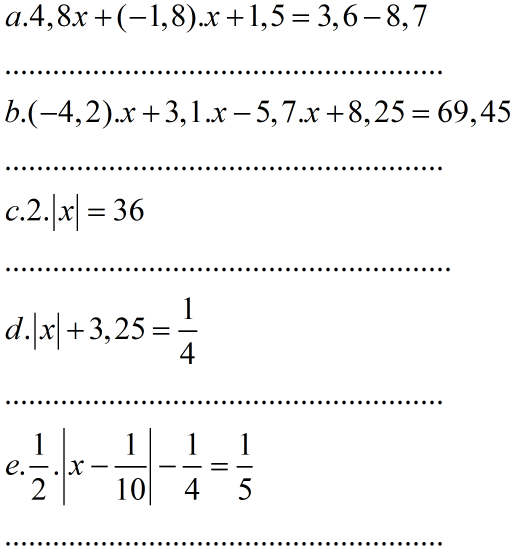 a.4,8x + (−1,8).x + 1,5 = 3,6 − 8,7
......................................................
b.(−4,2).x + 3,1.x − 5,7.x + 8,25 = 69,45
......................................................
c.2.|x| = 36
.......................................................
d.|x| + 3,25 = 1/4
......................................................
e.1/2.|x − 1/10| − 1/4 = 1/5
......................................................